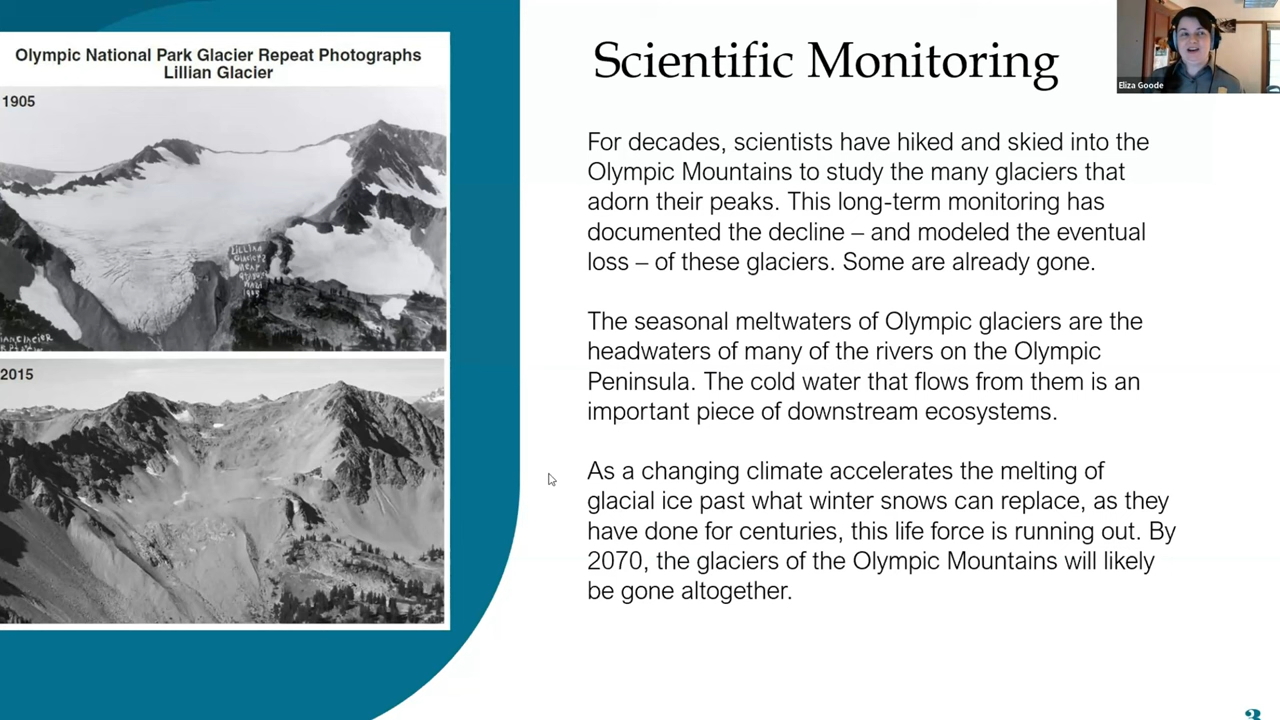 Olympic National Park Glacier Repeat Photographs
Lillian Glacier
1905
2015
Scientific Monitoring
For decades, scientists have hiked and skied into the
Olympic Mountains to study the many glaciers that
adorn their peaks. This long-term monitoring has
documented the decline – and modeled the eventual
loss – of these glaciers. Some are already gone.
The seasonal meltwaters of Olympic glaciers are the
headwaters of many of the rivers on the Olympic
Peninsula. The cold water that flows from them is an
important piece of downstream ecosystems.
As a changing climate accelerates the melting of
glacial ice past what winter snows can replace, as they
have done for centuries, this life force is running out. By
2070, the glaciers of the Olympic Mountains will likely
be gone altogether.
Eliza Goode
3